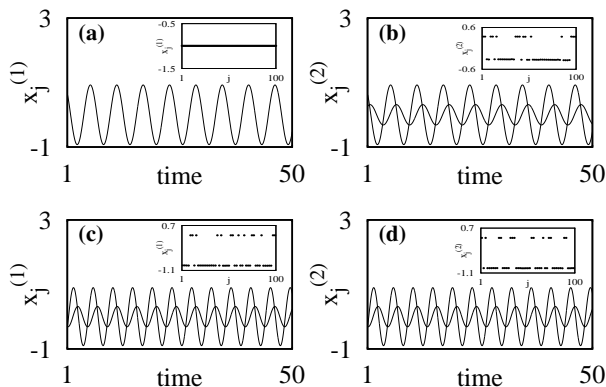 3
(a)
-0.5
x_j^(1)
-1.5
1
j
100
x_j^(1)
-1
1
time
50
3
(b)
0.6
x_j^(2)
-0.6
1
j
100
x_j^(2)
-1
1
time
50
3
(c)
0.7
x_j^(1)
-1.1
1
j
100
x_j^(1)
-1
1
time
50
3
(d)
0.7
x_j^(2)
-1.1
1
j
100
x_j^(2)
-1
1
time
50